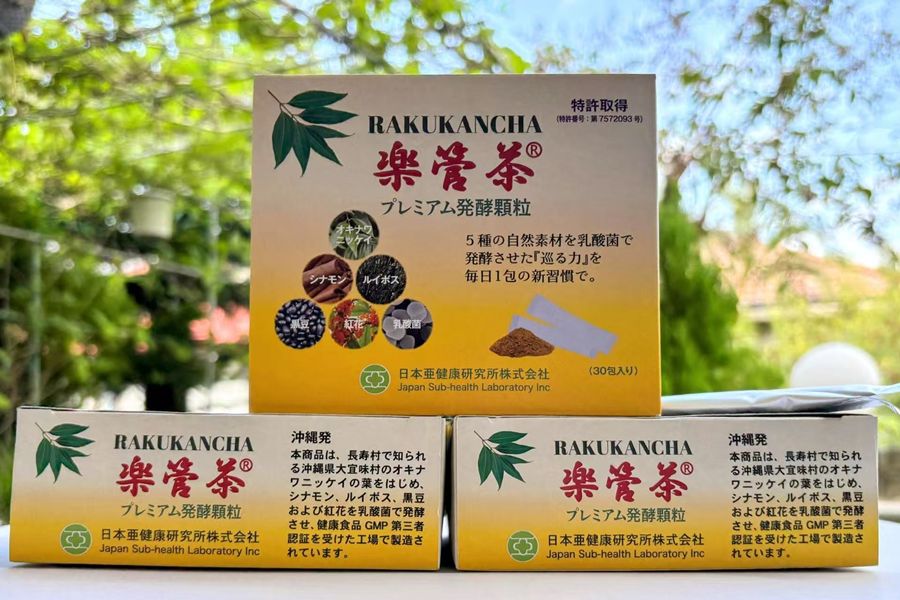 特許取得
(特許番号：第 7572093 号)
RAKUKANCHA
楽管茶®
プレミアム発酵顆粒
オキナワ
ニッケイ
シナモン
ルイボス
黒豆
紅花
乳酸菌
5種の自然素材を乳酸菌で
発酵させた『巡る力』を
毎日1包の新習慣で。
(30包入り)
日本亜健康研究所株式会社
Japan Sub-health Laboratory Inc
RAKUKANCHA
楽管茶®
プレミアム発酵顆粒
日本亜健康研究所株式会社
Japan Sub-health Laboratory Inc
沖縄発
本商品は、長寿村で知られ
る沖縄県大宜味村のオキナ
ワニッケイの葉をはじめ、
シナモン、ルイボス、黒豆
および紅花を乳酸菌で発酵
させ、健康食品 GMP 第三者
認証を受けた工場で製造さ
れています。
RAKUKANCHA
楽管茶®
プレミアム発酵顆粒
日本亜健康研究所株式会社
Japan Sub-health Laboratory Inc
沖縄発
本商品は、長寿村で知られ
る沖縄県大宜味村のオキナ
ワニッケイの葉をはじめ、
シナモン、ルイボス、黒豆
および紅花を乳酸菌で発酵
させ、健康食品 GMP 第三者
認証を受けた工場で製造さ
れています。